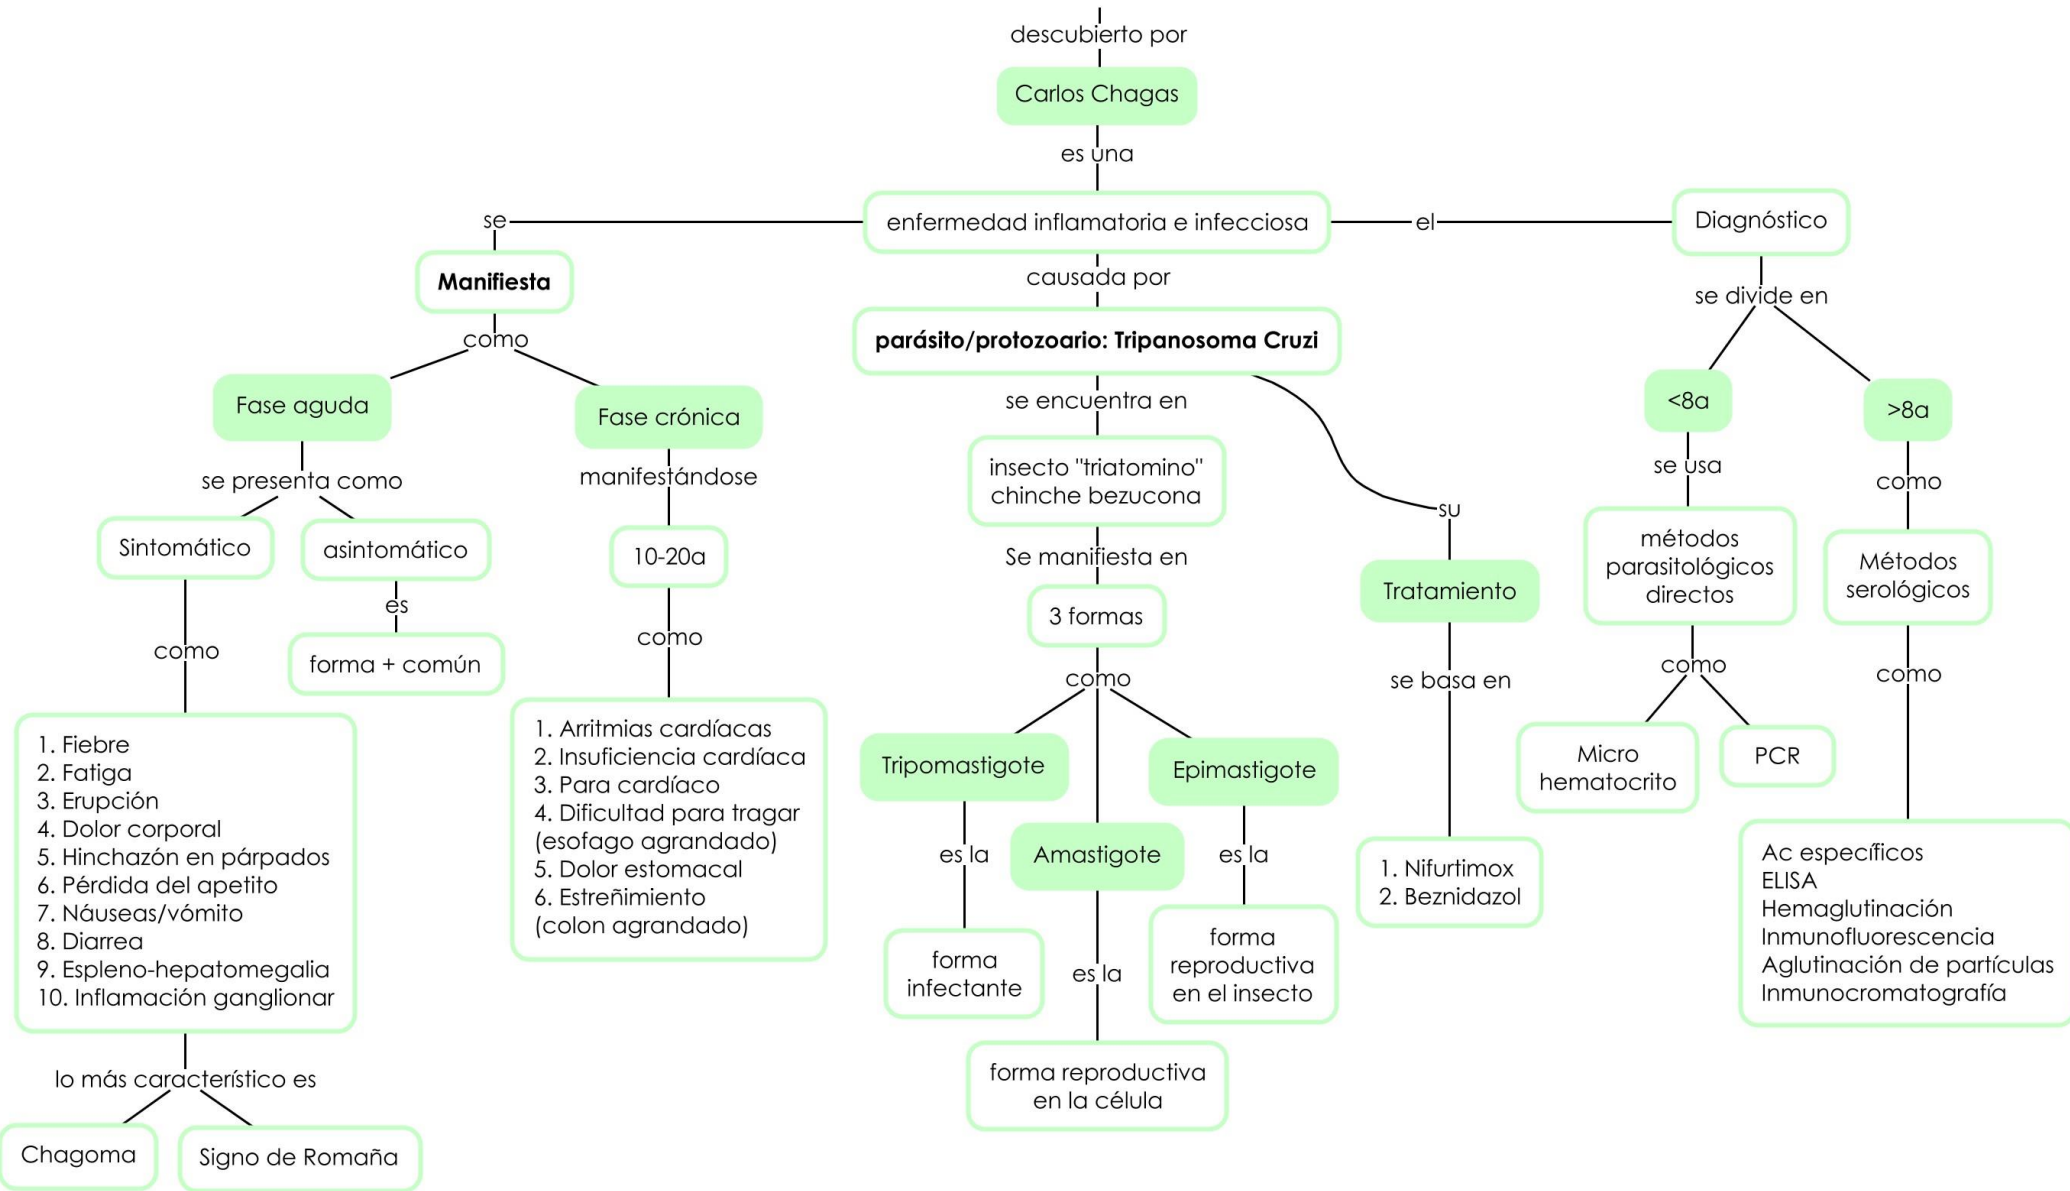 descubierto por
Carlos Chagas
es una
enfermedad inflamatoria e infecciosa
se
Manifiesta
como
Fase aguda
se presenta como
Sintomático
como
1. Fiebre
2. Fatiga
3. Erupción
4. Dolor corporal
5. Hinchazón en párpados
6. Pérdida del apetito
7. Náuseas/vómito
8. Diarrea
9. Espleno-hepatomegalia
10. Inflamación ganglionar
lo más característico es
Chagoma
Signo de Romaña
asintomático
es
forma + común
Fase crónica
manifestándose
10-20a
como
1. Arritmias cardíacas
2. Insuficiencia cardíaca
3. Para cardíaco
4. Dificultad para tragar
(esofago agrandado)
5. Dolor estomacal
6. Estreñimiento
(colon agrandado)
causada por
parásito/protozoario: Tripanosoma Cruzi
se encuentra en
insecto "triatomino"
chinche bezucona
Se manifiesta en
3 formas
como
Tripomastigote
es la
forma
infectante
Amastigote
es la
forma reproductiva
en la célula
Epimastigote
es la
forma
reproductiva
en el insecto
su
Tratamiento
se basa en
1. Nifurtimox
2. Beznidazol
el
Diagnóstico
se divide en
<8a
se usa
métodos
parasitológicos
directos
como
Micro
hematocrito
PCR
>8a
como
Métodos
serológicos
como
Ac específicos
ELISA
Hemaglutinación
Inmunofluorescencia
Aglutinación de partículas
Inmunocromatografía